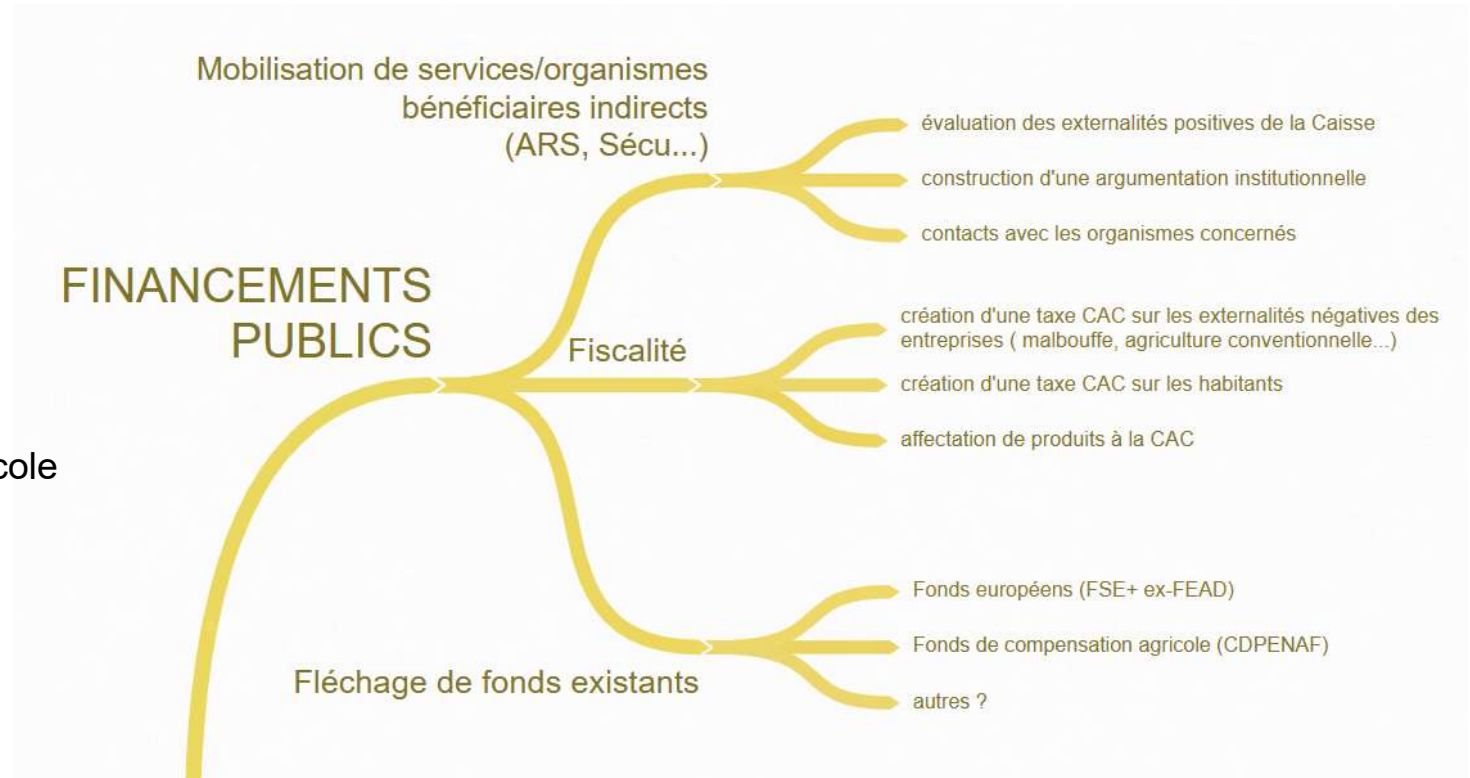 Mobilisation de services/organismes
bénéficiaires indirects
(ARS, Sécu...)
évaluation des externalités positives de la Caisse
construction d'une argumentation institutionnelle
contacts avec les organismes concernés
FINANCEMENTS
PUBLICS
Fiscalité
création d'une taxe CAC sur les externalités négatives des
entreprises ( malbouffe, agriculture conventionnelle...)
création d'une taxe CAC sur les habitants
affectation de produits à la CAC
cole
Fléchage de fonds existants
Fonds européens (FSE+ ex-FEAD)
Fonds de compensation agricole (CDPENAF)
autres ?